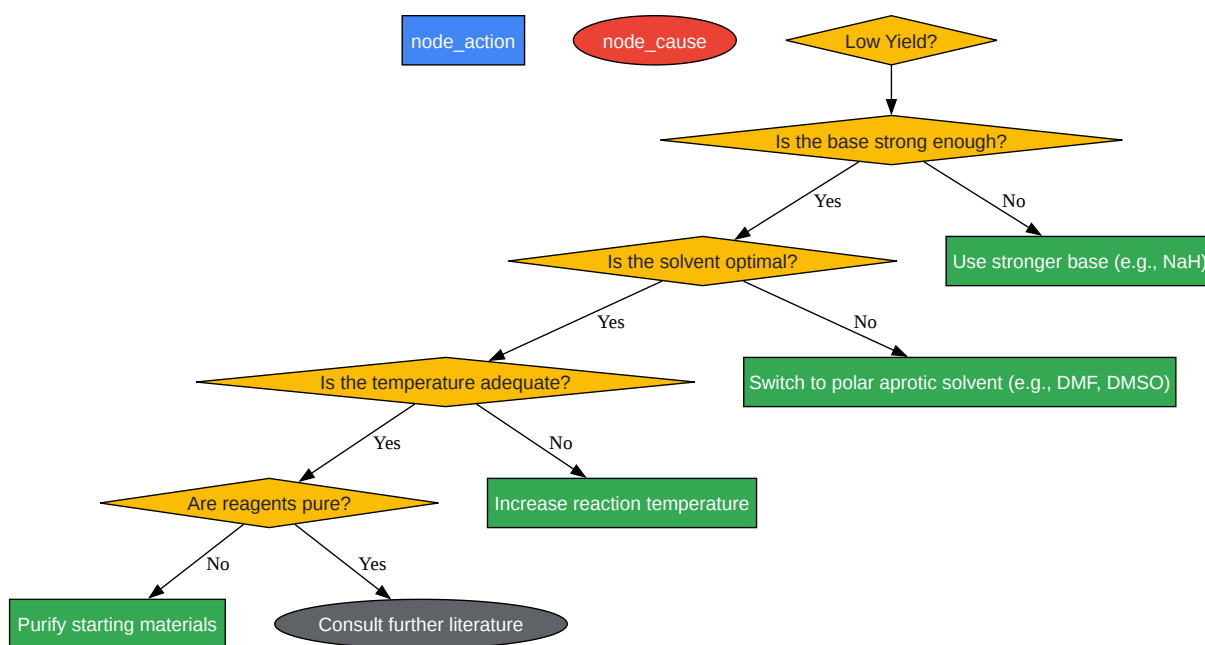 node_action
node_cause
Low Yield?
Is the base strong enough?
Yes
No
Is the solvent optimal?
Use stronger base (e.g., NaH)
Yes
No
Is the temperature adequate?
Switch to polar aprotic solvent (e.g., DMF, DMSO)
Yes
No
Are reagents pure?
Increase reaction temperature
No
Yes
Purify starting materials
Consult further literature